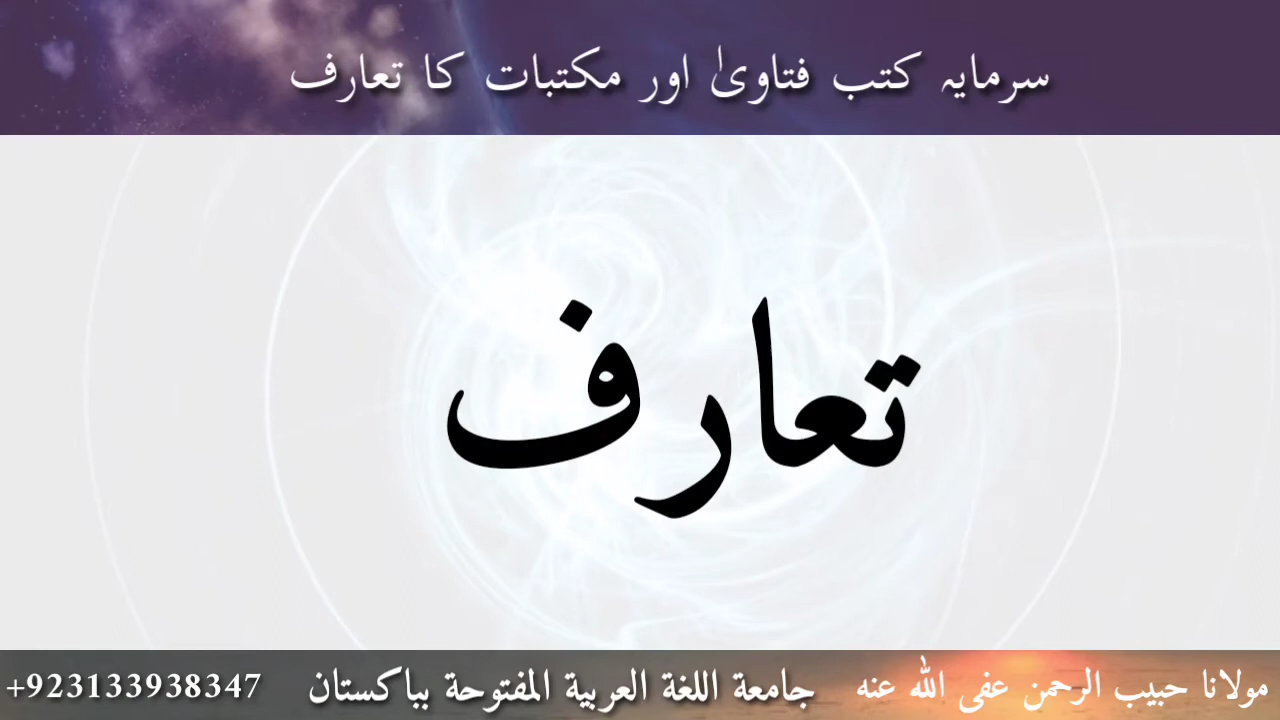 سرمایہ کتب فتاویٰ اور مکتبات کا تعارف
تعارف
مولانا حبیب الرحمن عفی اللہ عنہ جامعة اللغة العربية المفتوحة بباكستان +923133938347